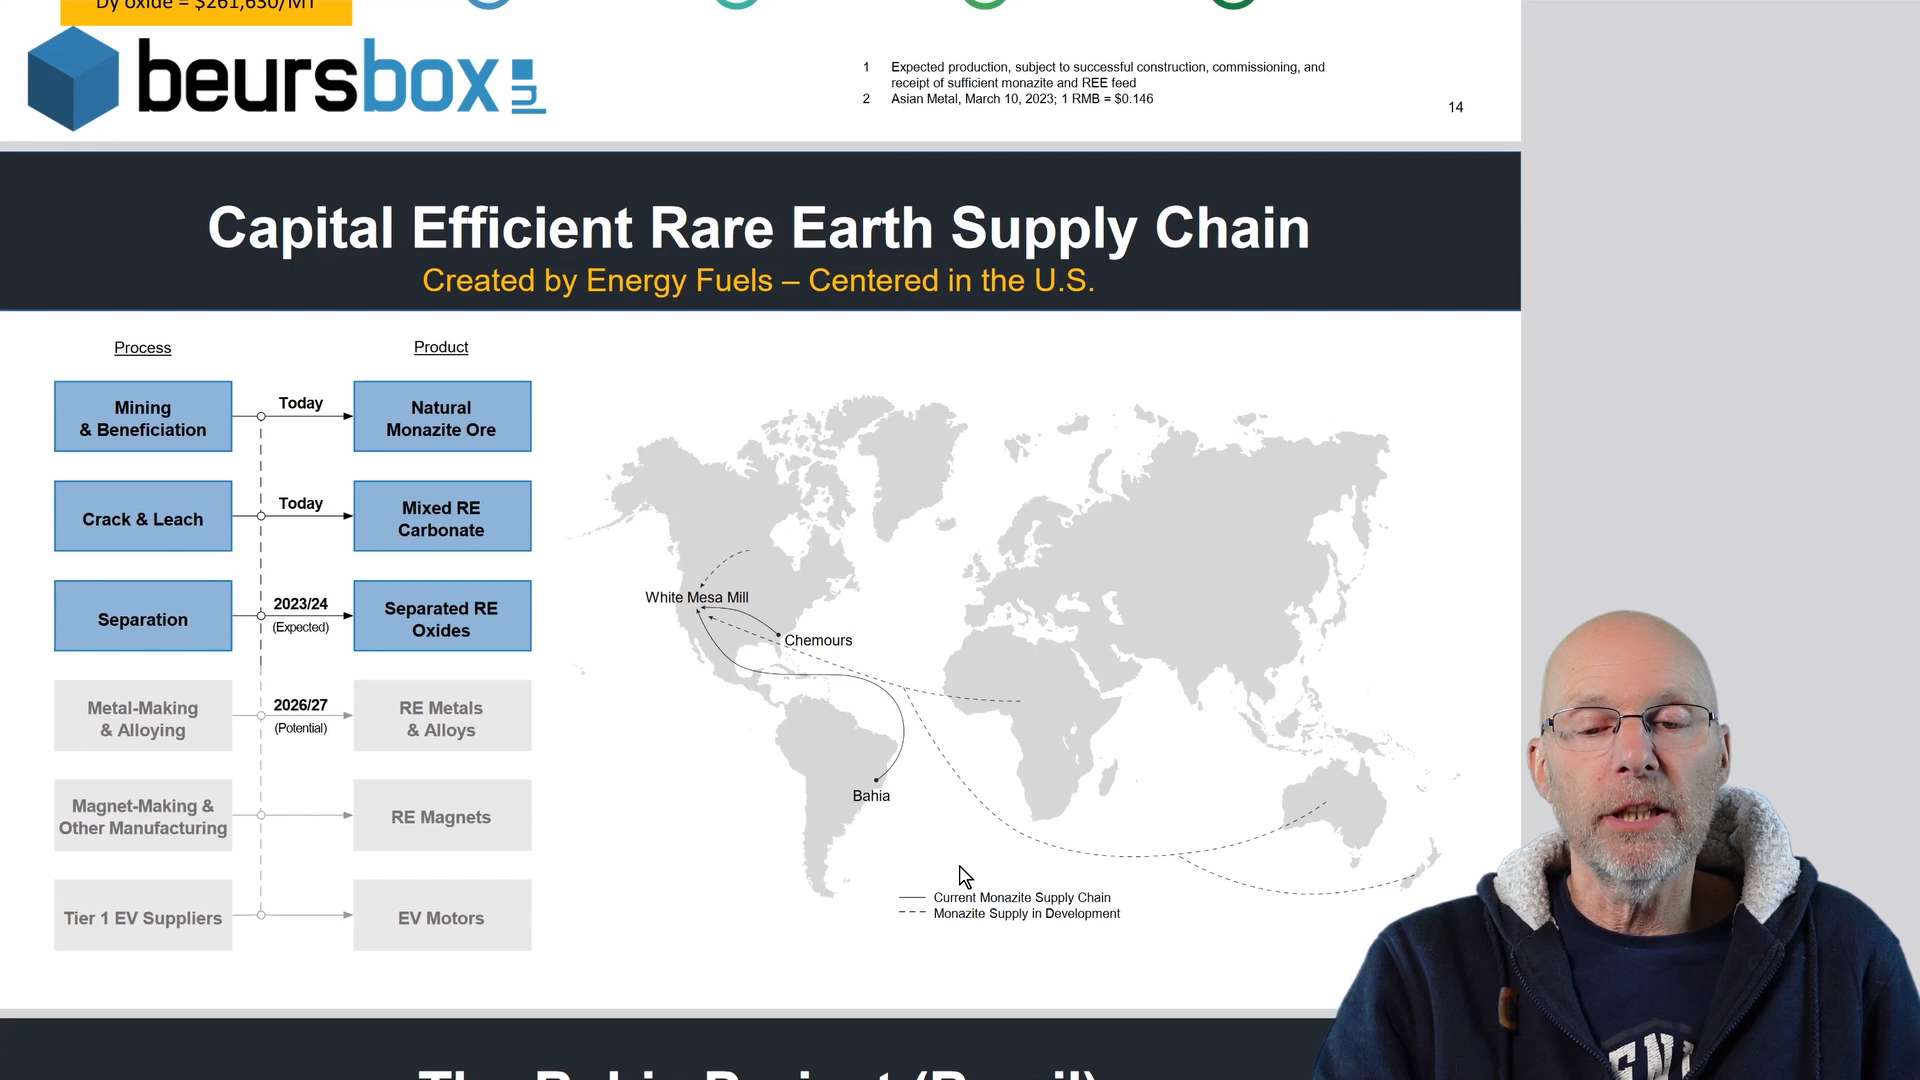 Dy oxide = $261,630/MT
beursbox.nl
1 Expected production, subject to successful construction, commissioning, and
receipt of sufficient monazite and REE feed
2 Asian Metal, March 10, 2023; 1 RMB = $0.146
14
Capital Efficient Rare Earth Supply Chain
Created by Energy Fuels – Centered in the U.S.
Process
Product
Mining
& Beneficiation
Today
Natural
Monazite Ore
Crack & Leach
Today
Mixed RE
Carbonate
Separation
2023/24
(Expected)
Separated RE
Oxides
Metal-Making
& Alloying
2026/27
(Potential)
RE Metals
& Alloys
Magnet-Making &
Other Manufacturing
RE Magnets
Tier 1 EV Suppliers
EV Motors
White Mesa Mill
Chemours
Bahia
Current Monazite Supply Chain
Monazite Supply in Development
The Bahia Project (Brazil)